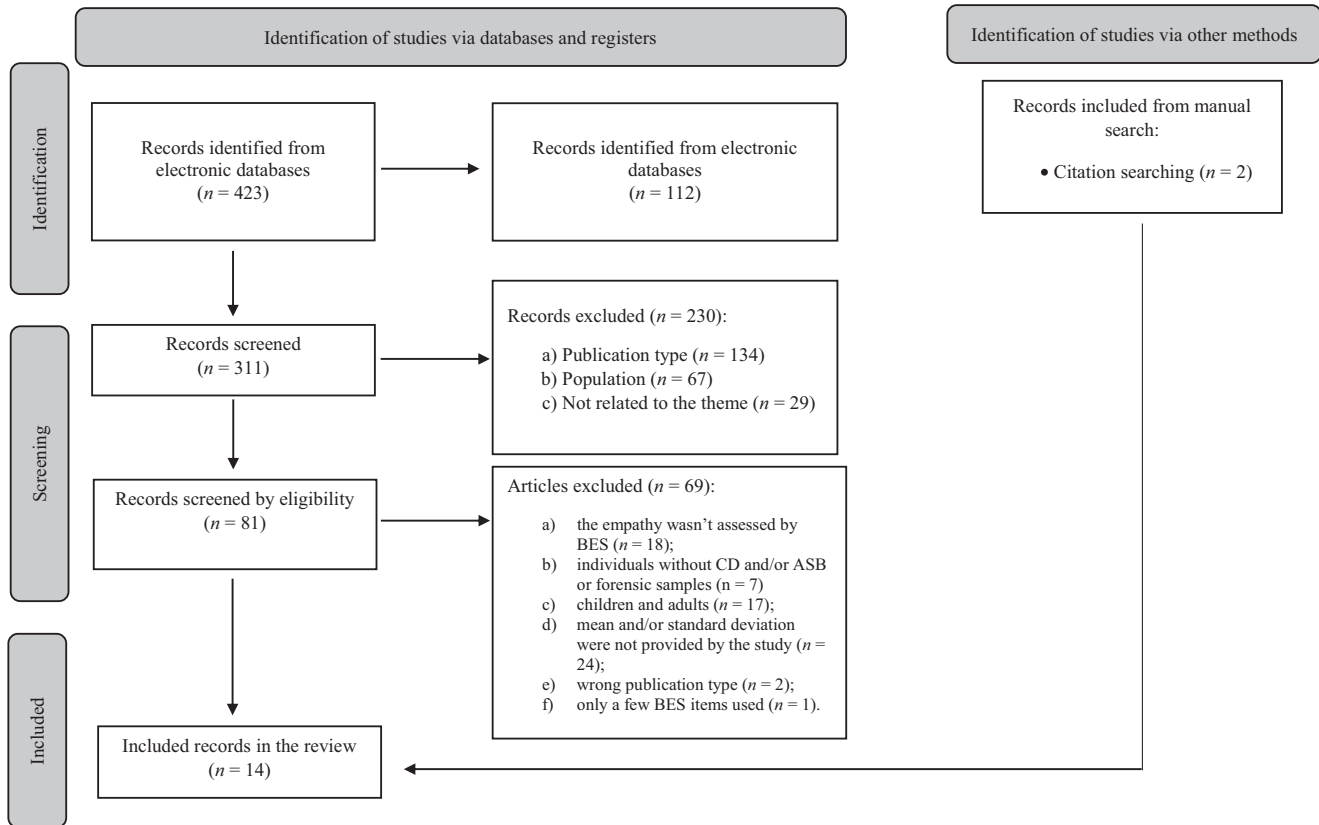 Identification of studies via databases and registers
Identification of studies via other methods
Identification
Records identified from
electronic databases
(n = 423)
Records identified from electronic
databases
(n = 112)
Records included from manual
search:
• Citation searching (n = 2)
Screening
Records screened
(n = 311)
Records excluded (n = 230):
a) Publication type (n = 134)
b) Population (n = 67)
c) Not related to the theme (n = 29)
Records screened by eligibility
(n = 81)
Articles excluded (n = 69):
a) the empathy wasn't assessed by
BES (n = 18);
b) individuals without CD and/or ASB
or forensic samples (n = 7)
c) children and adults (n = 17);
d) mean and/or standard deviation
were not provided by the study (n =
24);
e) wrong publication type (n = 2);
f) only a few BES items used (n = 1).
Included
Included records in the review
(n = 14)